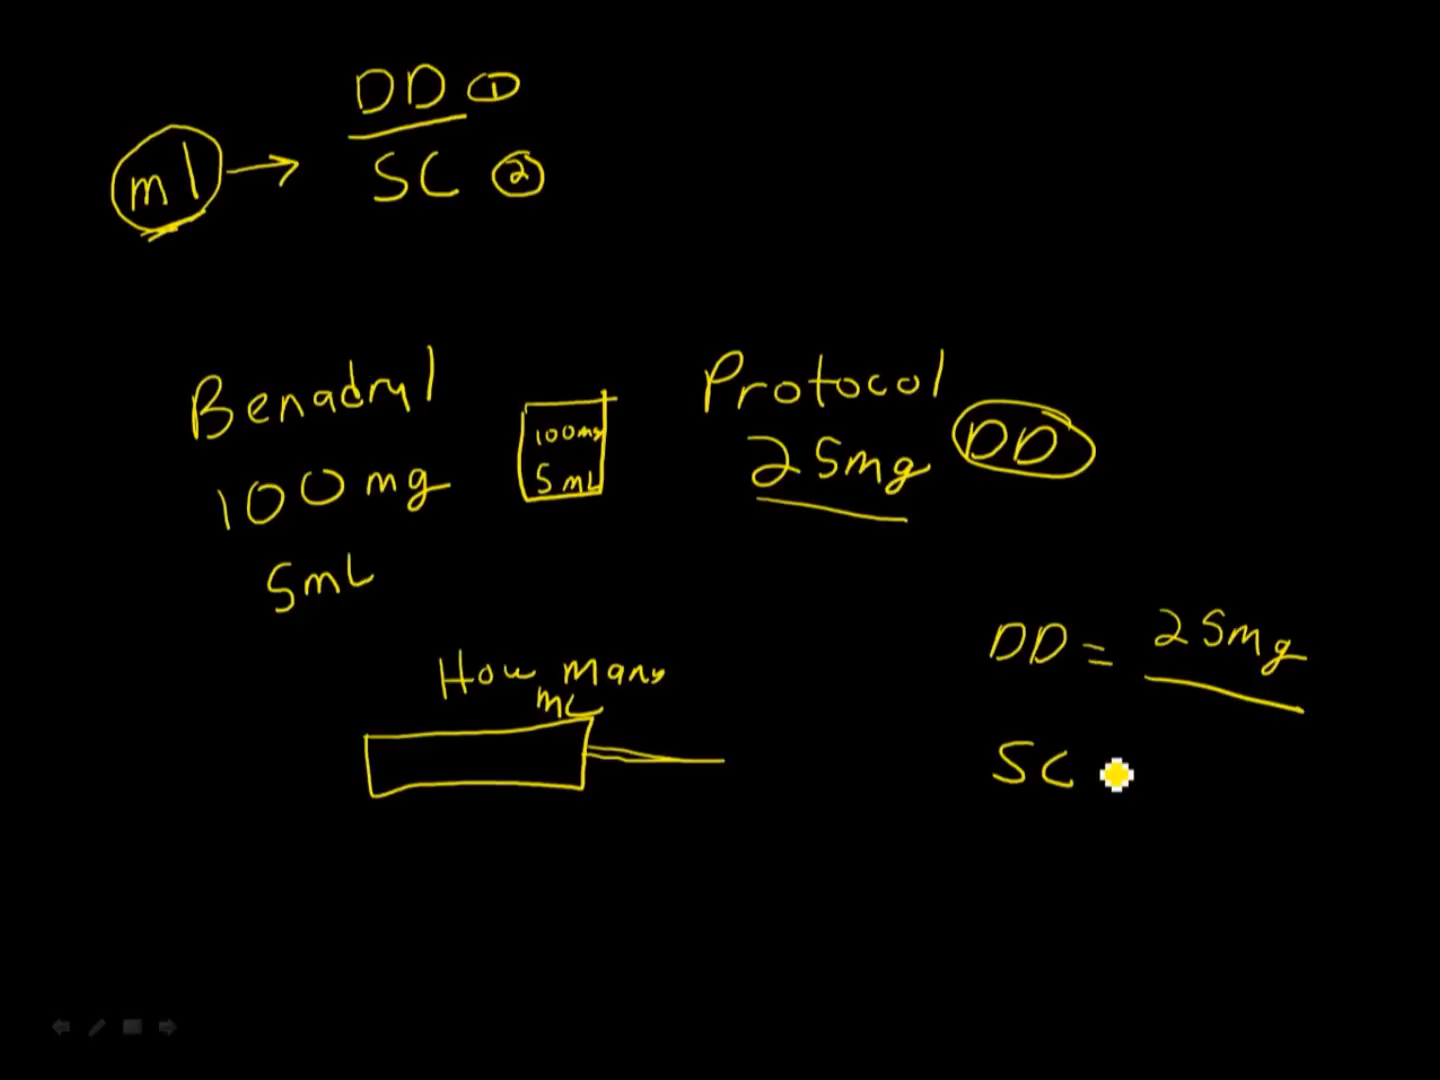 DD 1
ml → SC 2
Benadryl
100mg
5mL
100mg
5mL
Protocol
25mg DD
How many
mL
DD = 25mg
SC